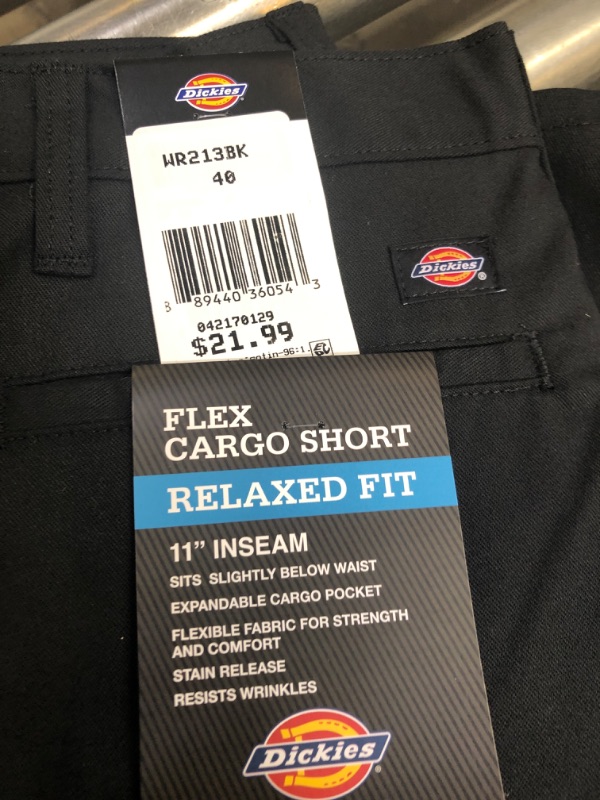 Dickies
WR213BK
40
8 89440 36054 3
042170129
$21.99
Dickies®
FLEX
CARGO SHORT
RELAXED FIT
11" INSEAM
SITS SLIGHTLY BELOW WAIST
EXPANDABLE CARGO POCKET
FLEXIBLE FABRIC FOR STRENGTH
AND COMFORT
STAIN RELEASE
RESISTS WRINKLES
Dickies®